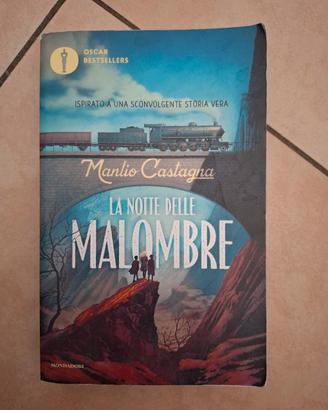 OSCAR
BESTSELLERS
ISPIRATO A UNA SCONVOLGENTE STORIA VERA
Manlio Castagna
LA NOTTE DELLE
MALOMBRE
MONDADORI